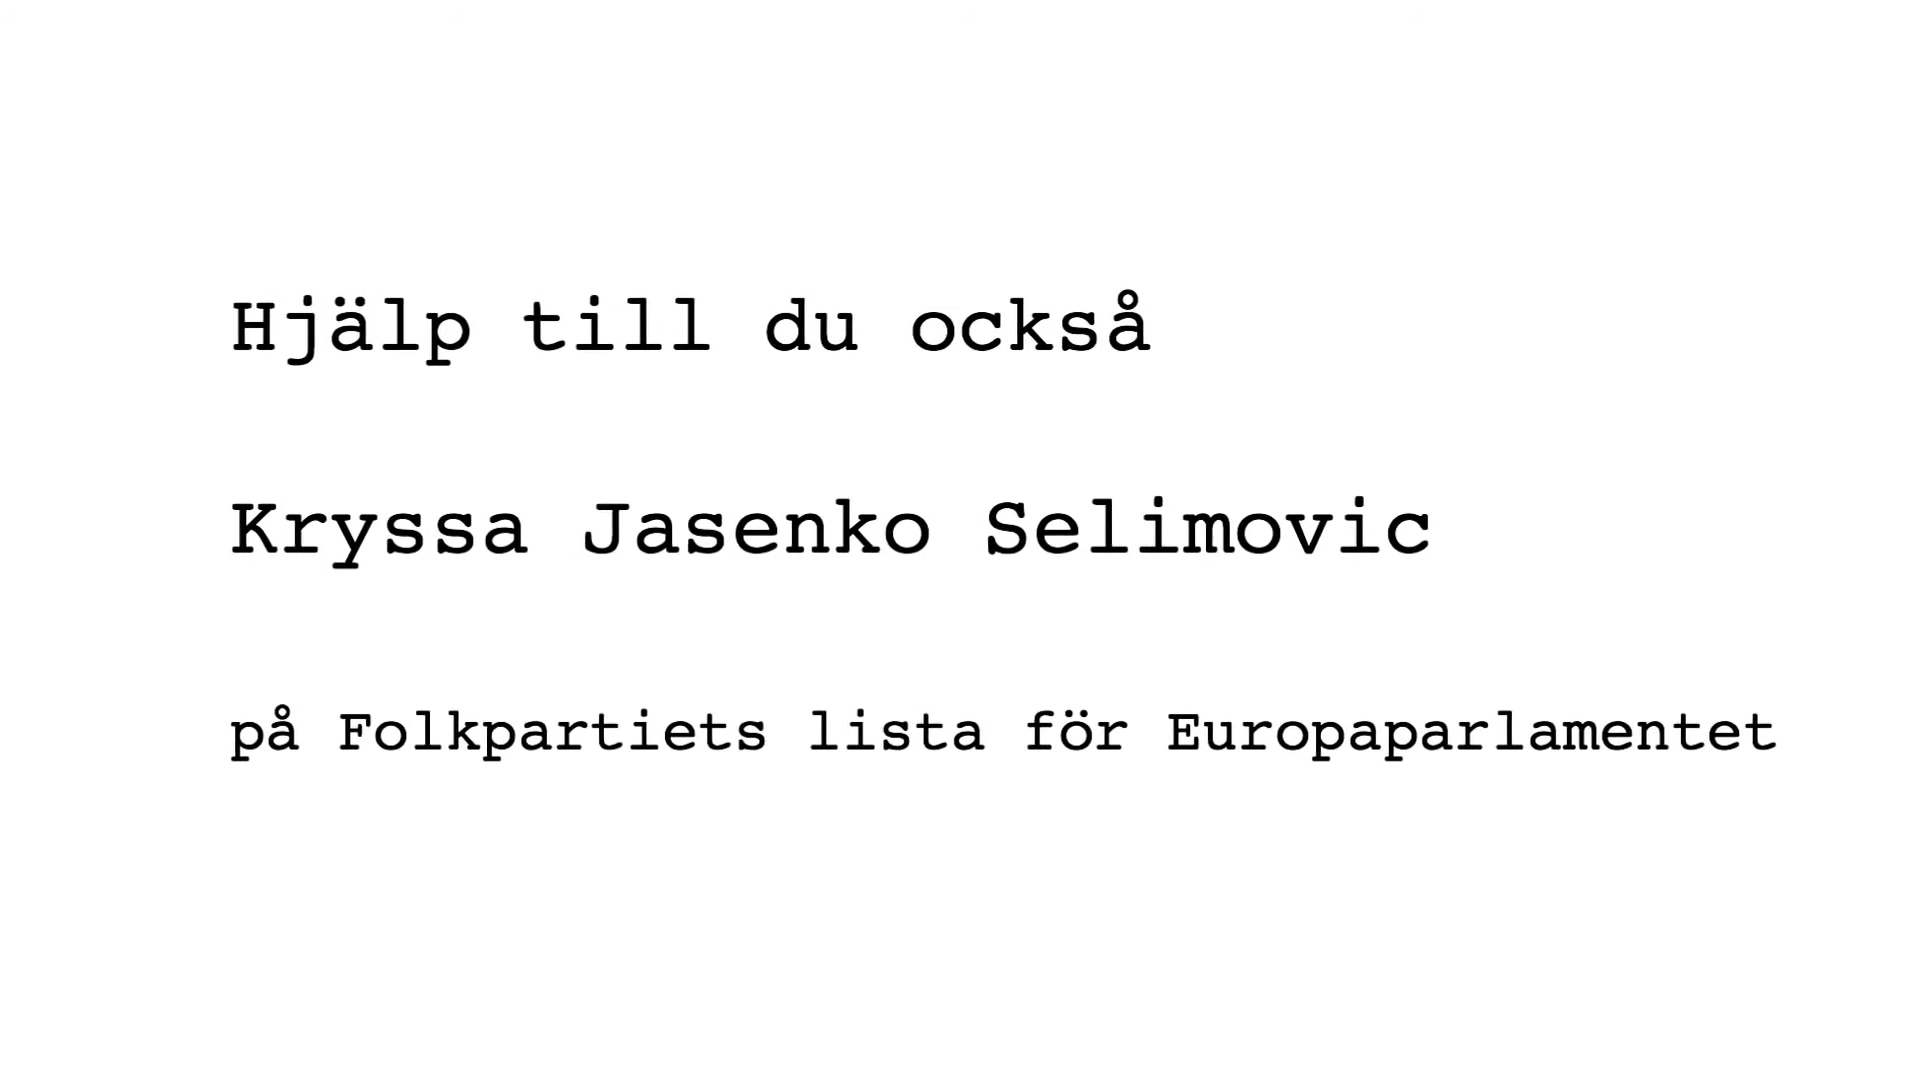 Hjälp till du också
Kryssa Jasenko Selimovic
på Folkpartiets lista för Europaparlamentet